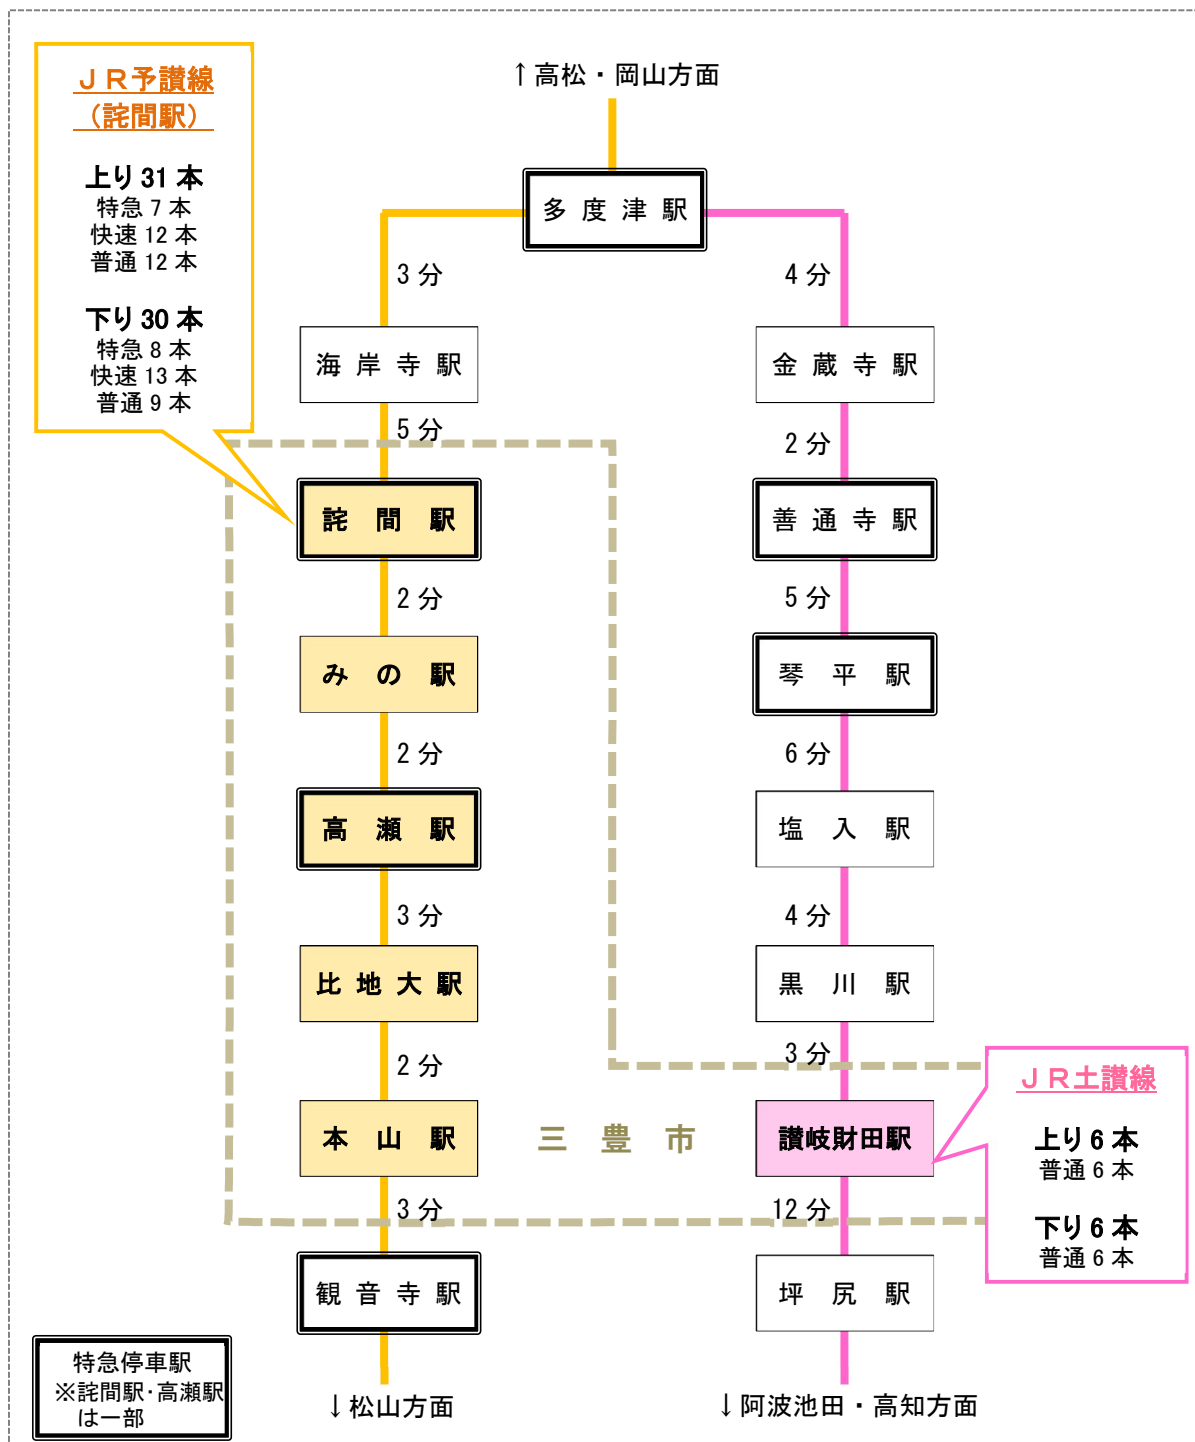 ＪＲ予讃線
（詫間駅）
上り 31 本
特急 7 本
快速 12 本
普通 12 本
下り 30 本
特急 8 本
快速 13 本
普通 9 本
↑高松・岡山方面
多度津駅
3 分
4 分
海岸寺駅
金蔵寺駅
5 分
2 分
詫間駅
善通寺駅
2 分
5 分
みの駅
琴平駅
2 分
6 分
高瀬駅
塩入駅
3 分
4 分
比地大駅
黒川駅
2 分
3 分
本山駅
三豊市
讃岐財田駅
ＪＲ土讃線
上り 6 本
普通 6 本
下り 6 本
普通 6 本
3 分
12 分
観音寺駅
坪尻駅
特急停車駅
※詫間駅・高瀬駅
は一部
↓松山方面
↓阿波池田・高知方面